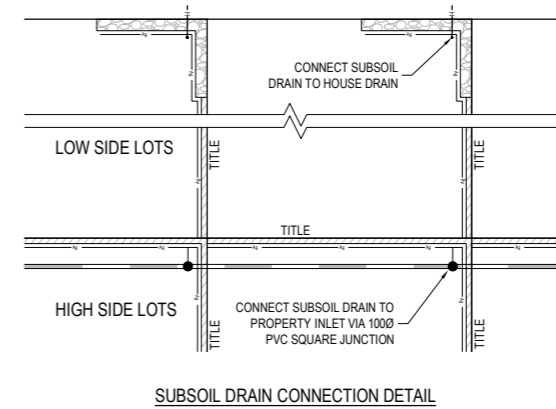 CONNECT SUBSOIL
DRAIN TO HOUSE DRAIN
LOW SIDE LOTS
TITLE
TITLE
TITLE
HIGH SIDE LOTS
CONNECT SUBSOIL DRAIN TO
PROPERTY INLET VIA 100Ø
PVC SQUARE JUNCTION
TITLE
TITLE
SUBSOIL DRAIN CONNECTION DETAIL